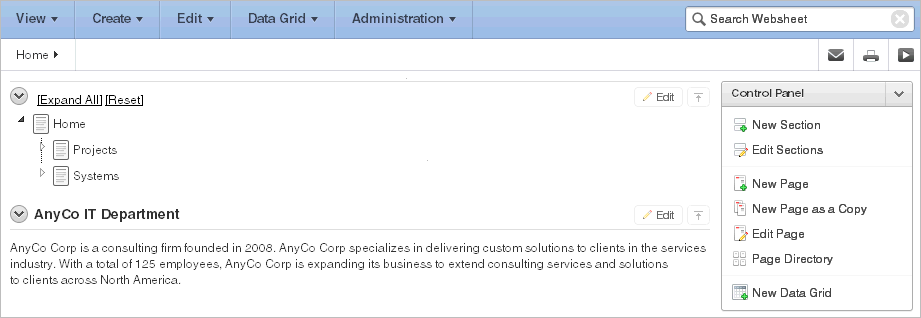 View Create Edit Data Grid Administration Search Websheet
Home
[Expand All] [Reset] Edit
Home
Projects
Systems
AnyCo IT Department Edit
AnyCo Corp is a consulting firm founded in 2008. AnyCo Corp specializes in delivering custom solutions to clients in the services
industry. With a total of 125 employees, AnyCo Corp is expanding its business to extend consulting services and solutions
to clients across North America.
Control Panel
New Section
Edit Sections
New Page
New Page as a Copy
Edit Page
Page Directory
New Data Grid